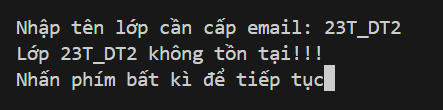 Nhập tên lớp cần cấp email: 23T_DT2
Lớp 23T_DT2 không tồn tại!!!
Nhấn phím bất kì để tiếp tục